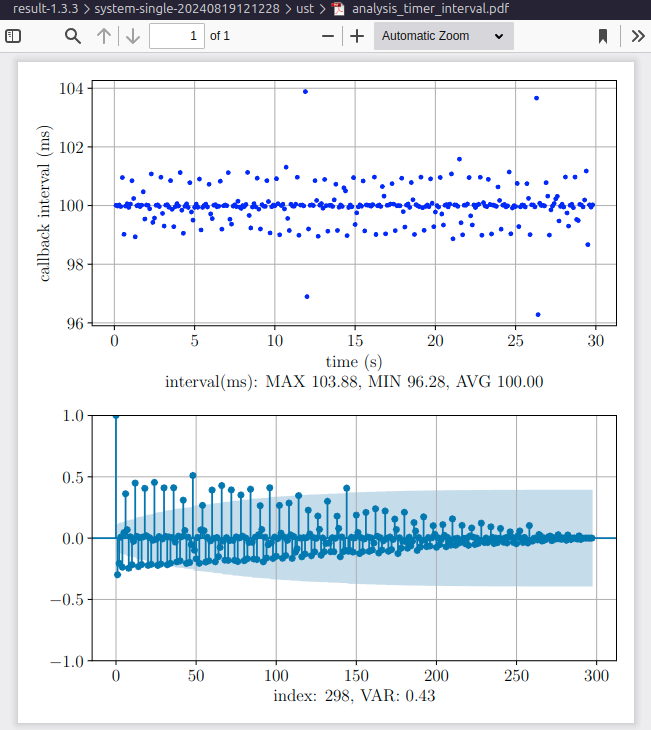 result-1.3.3 > system-single-20240819121228 > ust > analysis_timer_interval.pdf
1 of 1 Automatic Zoom
104
102
100
98
96
callback interval (ms)
0 5 10 15 20 25 30
time (s)
interval(ms): MAX 103.88, MIN 96.28, AVG 100.00
1.0
0.5
0.0
−0.5
−1.0
0 50 100 150 200 250 300
index: 298, VAR: 0.43